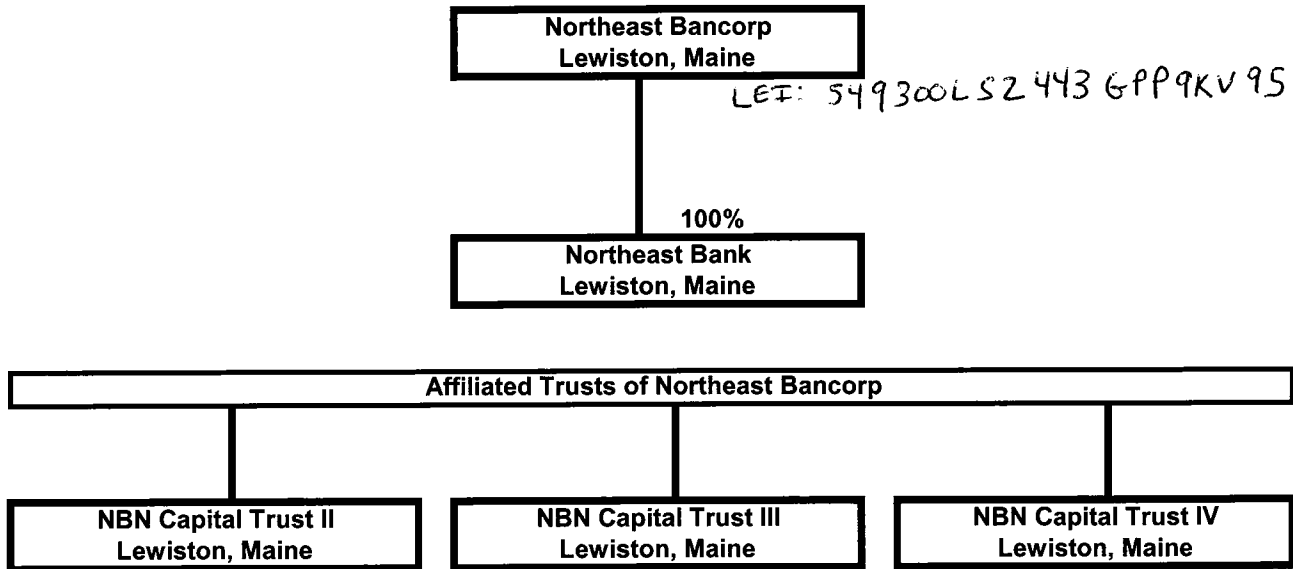 Northeast Bancorp
Lewiston, Maine
LEI: 549300LS2443GPP9KV95
100%
Northeast Bank
Lewiston, Maine
Affiliated Trusts of Northeast Bancorp
NBN Capital Trust II
Lewiston, Maine
NBN Capital Trust III
Lewiston, Maine
NBN Capital Trust IV
Lewiston, Maine